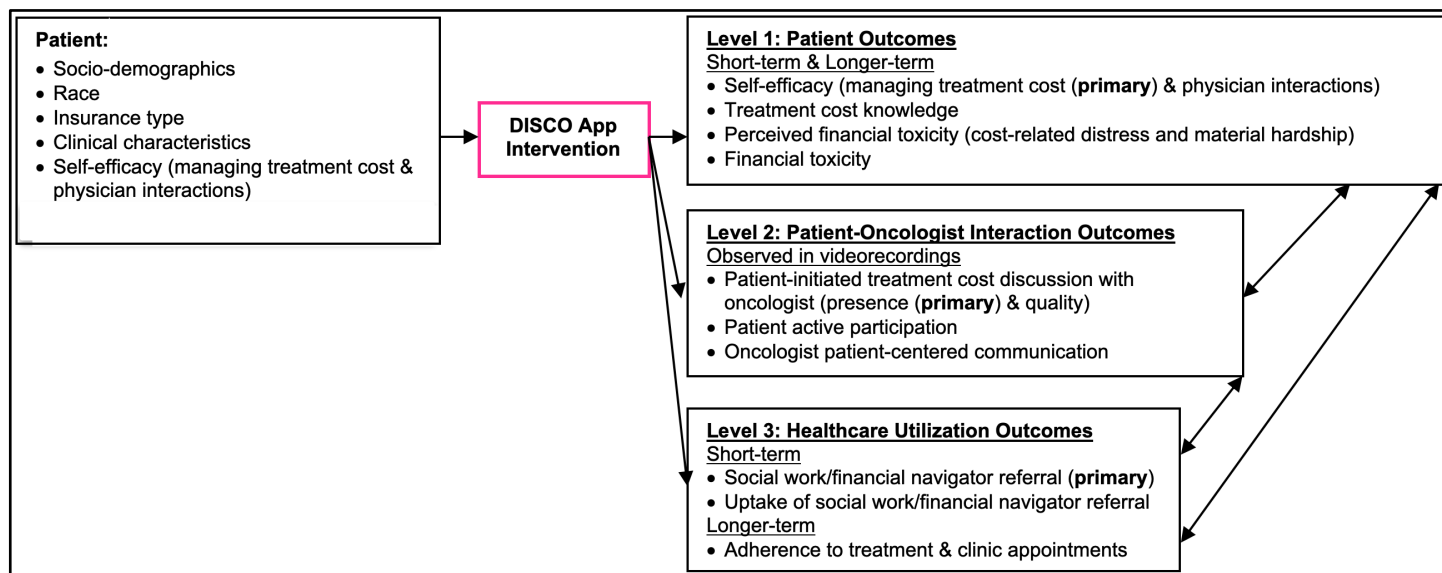 Patient:
• Socio-demographics
• Race
• Insurance type
• Clinical characteristics
• Self-efficacy (managing treatment cost &
physician interactions)
DISCO App
Intervention
Level 1: Patient Outcomes
Short-term & Longer-term
• Self-efficacy (managing treatment cost (primary) & physician interactions)
• Treatment cost knowledge
• Perceived financial toxicity (cost-related distress and material hardship)
• Financial toxicity
Level 2: Patient-Oncologist Interaction Outcomes
Observed in videorecordings
• Patient-initiated treatment cost discussion with
oncologist (presence (primary) & quality)
• Patient active participation
• Oncologist patient-centered communication
Level 3: Healthcare Utilization Outcomes
Short-term
• Social work/financial navigator referral (primary)
• Uptake of social work/financial navigator referral
Longer-term
• Adherence to treatment & clinic appointments